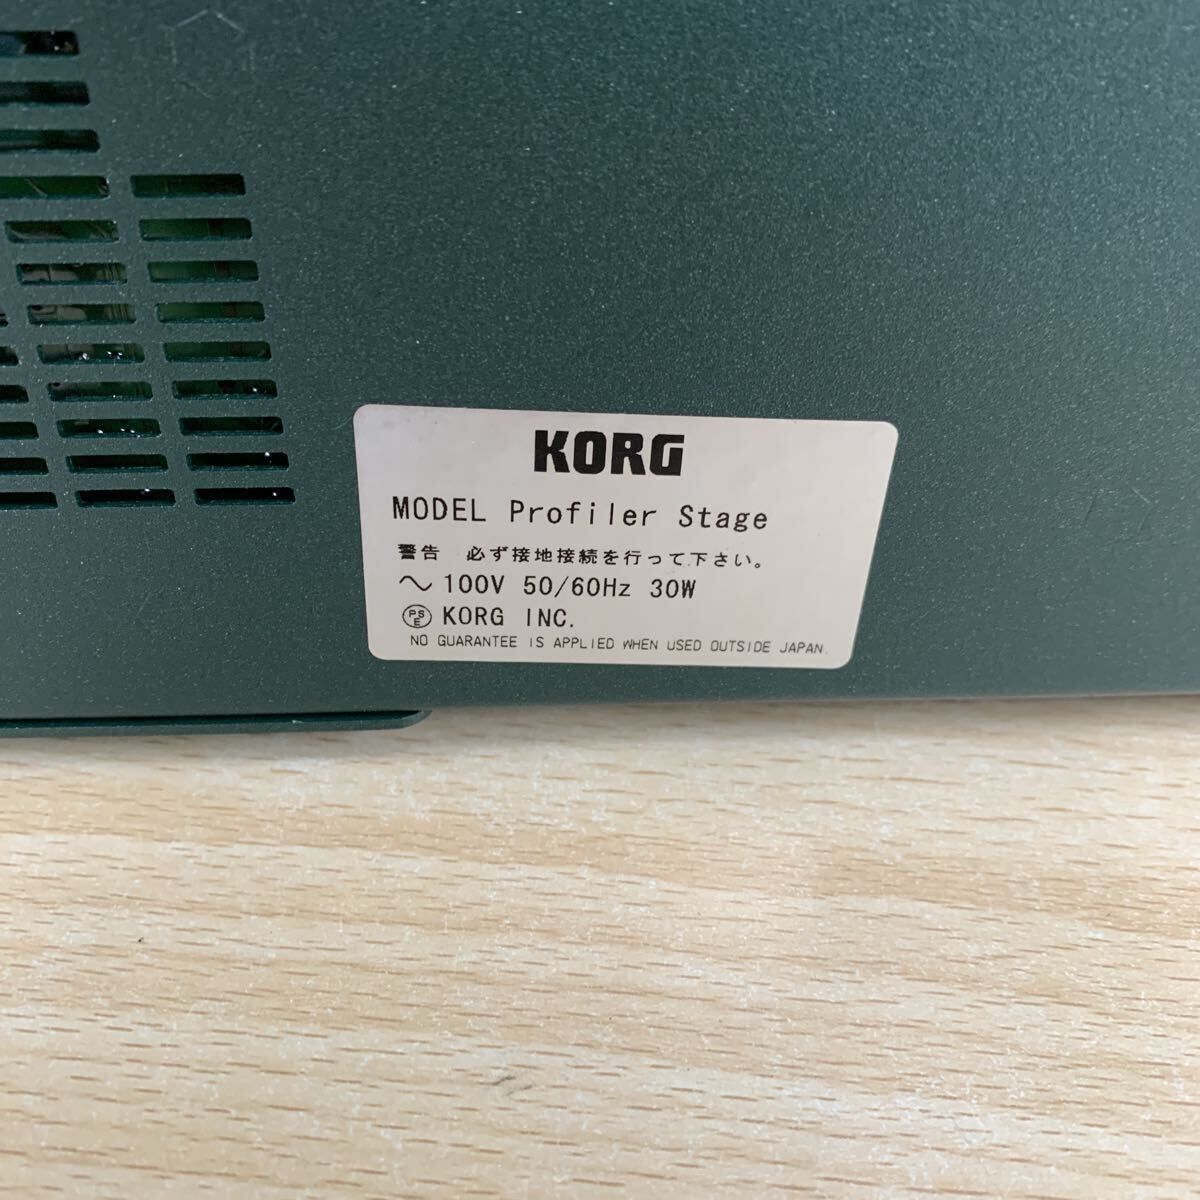 KORG
MODEL Profiler Stage
警告 必ず接地接続を行って下さい。
〜 100V 50/60Hz 30W
PSE KORG INC.
NO GUARANTEE IS APPLIED WHEN USED OUTSIDE JAPAN.